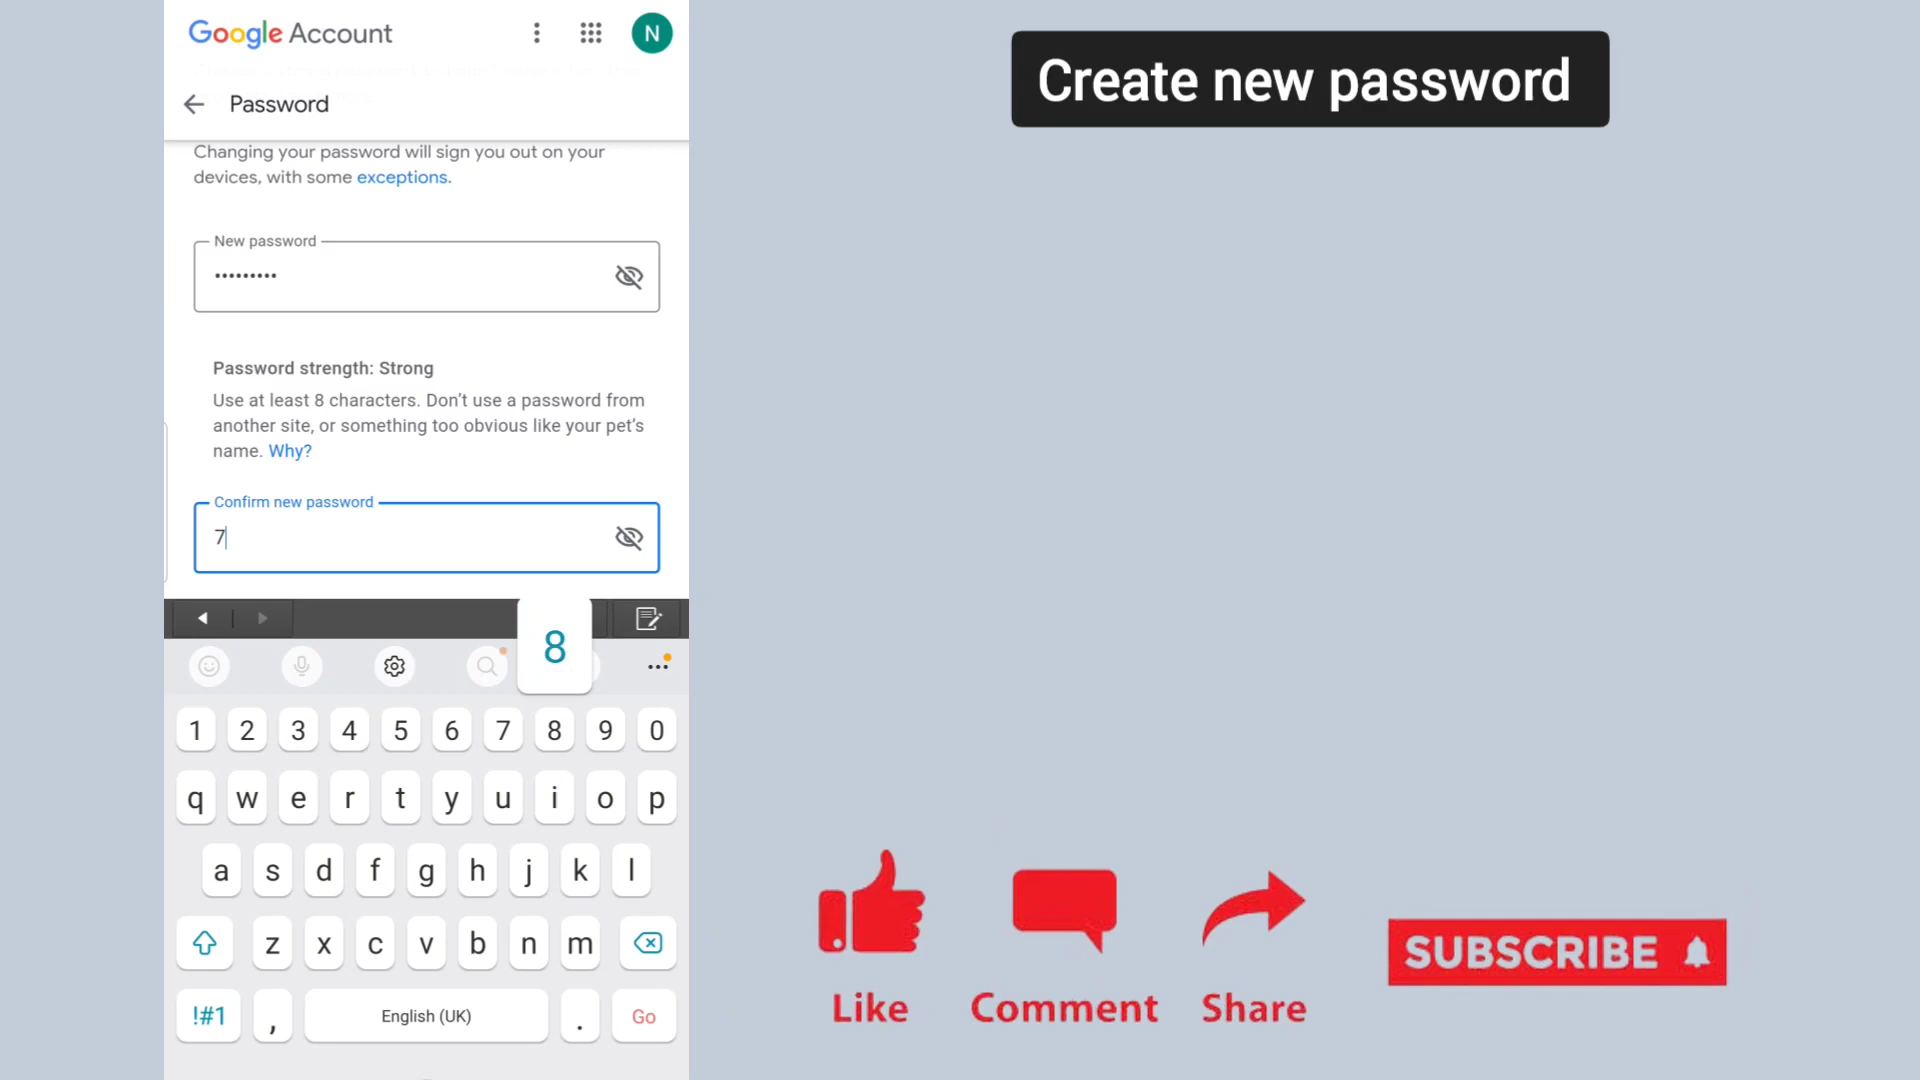 Google Account
N
Password
Changing your password will sign you out on your
devices, with some exceptions.
New password
•••••••••
Password strength: Strong
Use at least 8 characters. Don’t use a password from
another site, or something too obvious like your pet’s
name. Why?
Confirm new password
7
8
1 2 3 4 5 6 7 8 9 0
q w e r t y u i o p
a s d f g h j k l
z x c v b n m
!#1 , English (UK) . Go
Create new password
Like Comment Share
SUBSCRIBE